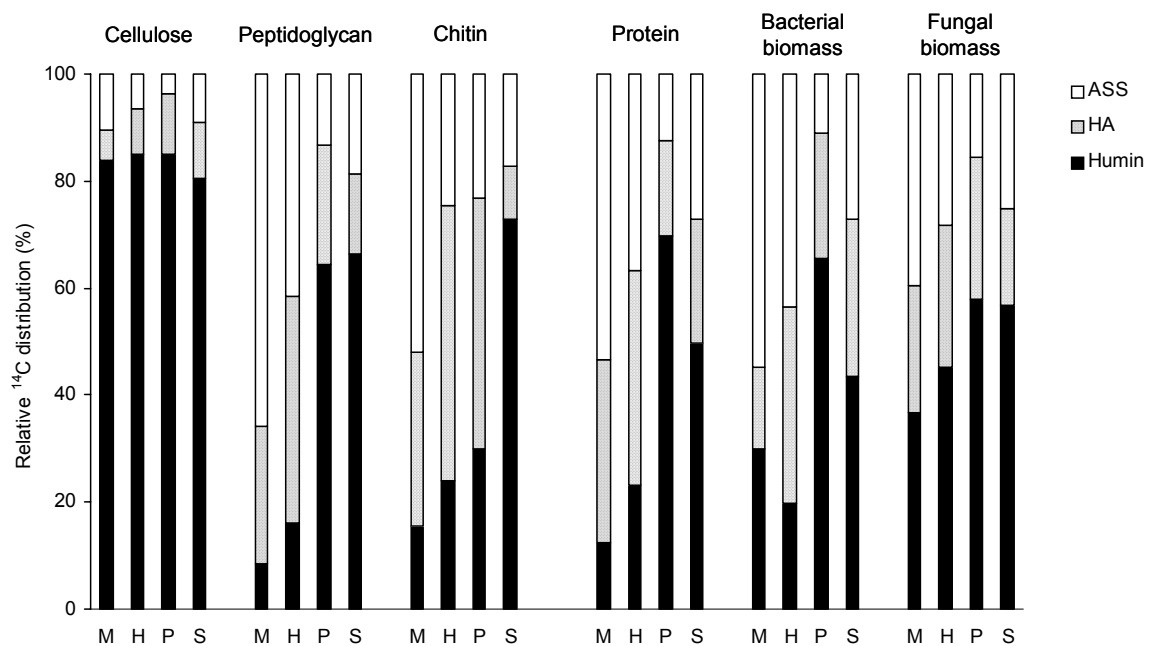 Cellulose
Peptidoglycan
Chitin
Protein
Bacterial
biomass
Fungal
biomass
100
80
60
40
20
0
Relative ¹⁴C distribution (%)
ASS
HA
Humin
M H P S
M H P S
M H P S
M H P S
M H P S
M H P S